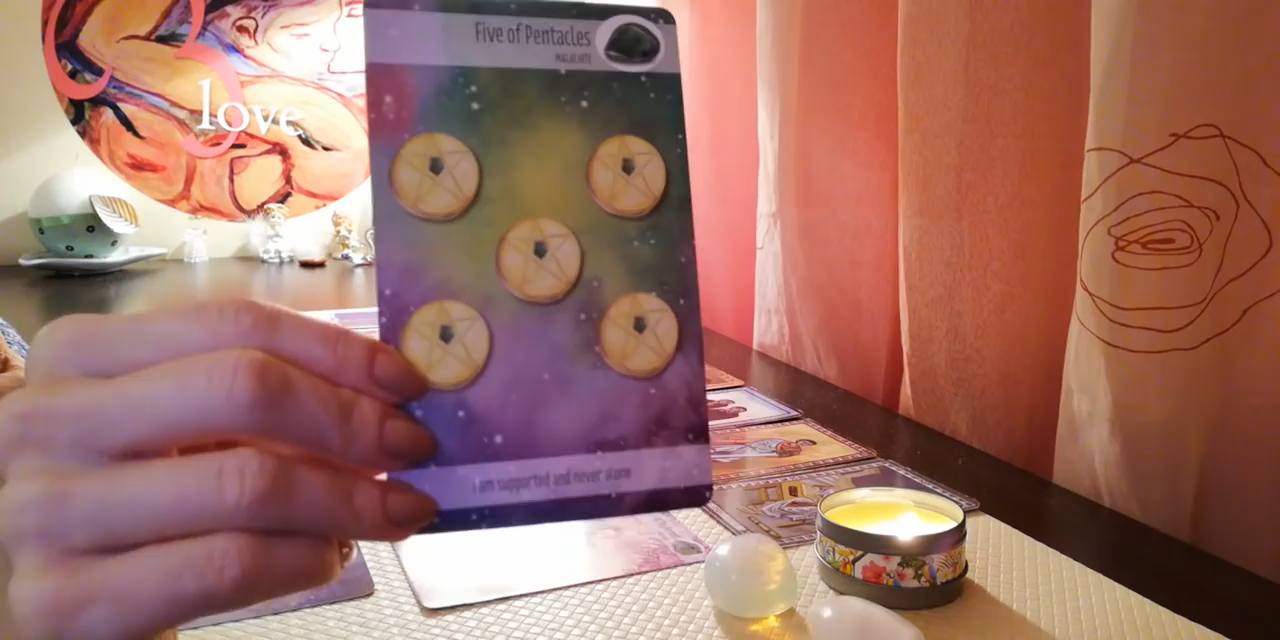 love
Five of Pentacles
MALACHITE
I am supported and never alone